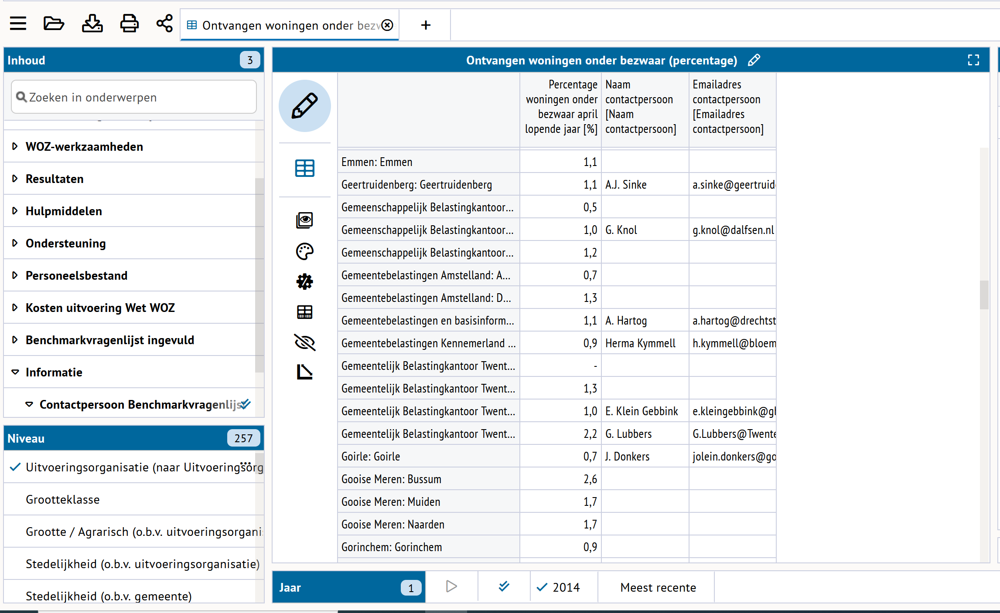 Ontvangen woningen onder bezw
+
Inhoud 3
Zoeken in onderwerpen
WOZ-werkzaamheden
Resultaten
Hulpmiddelen
Ondersteuning
Personeelsbestand
Kosten uitvoering Wet WOZ
Benchmarkvragenlijst ingevuld
Informatie
Contactpersoon Benchmarkvragenlijs
Niveau 257
Uitvoeringsorganisatie (naar Uitvoeringsorg
...
Grootteklasse
Grootte / Agrarisch (o.b.v. uitvoeringsorganis
Stedelijkheid (o.b.v. uitvoeringsorganisatie)
Stedelijkheid (o.b.v. gemeente)
Ontvangen woningen onder bezwaar (percentage)
Percentage
woningen onder
bezwaar april
lopende jaar [%]
Naam
contactpersoon
[Naam
contactpersoon]
Emailadres
contactpersoon
[Emailadres
contactpersoon]
Emmen: Emmen 1,1
Geertruidenberg: Geertruidenberg 1,1 A.J. Sinke a.sinke@geertruid
Gemeenschappelijk Belastingkantoor... 0,5
Gemeenschappelijk Belastingkantoor... 1,0 G. Knol g.knol@dalfsen.nl
Gemeenschappelijk Belastingkantoor... 1,2
Gemeentebelastingen Amstelland: A... 0,7
Gemeentebelastingen Amstelland: D... 1,3
Gemeentebelastingen en basisinform... 1,1 A. Hartog a.hartog@drechtst
Gemeentebelastingen Kennemerland ... 0,9 Herma Kymmell h.kymmell@bloem
Gemeentelijk Belastingkantoor Twent... -
Gemeentelijk Belastingkantoor Twent... 1,3
Gemeentelijk Belastingkantoor Twent... 1,0 E. Klein Gebbink e.kleingebbink@gb
Gemeentelijk Belastingkantoor Twent... 2,2 G. Lubbers G.Lubbers@Twente
Goirle: Goirle 0,7 J. Donkers jolein.donkers@go
Gooise Meren: Bussum 2,6
Gooise Meren: Muiden 1,7
Gooise Meren: Naarden 1,7
Gorinchem: Gorinchem 0,9
Jaar 1 2014 Meest recente